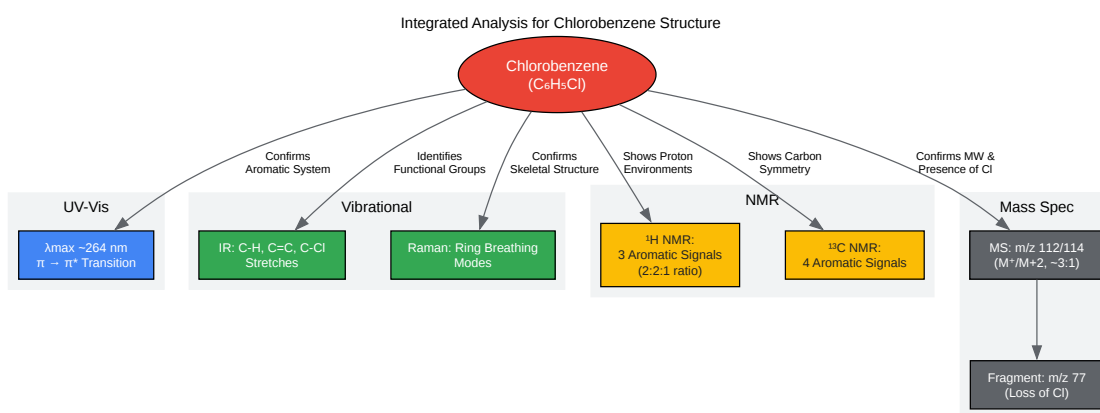 Integrated Analysis for Chlorobenzene Structure
Chlorobenzene
(C₆H₅Cl)
Confirms
Aromatic System
Identifies
Functional Groups
Confirms
Skeletal Structure
Shows Proton
Environments
Shows Carbon
Symmetry
Confirms MW &
Presence of Cl
UV-Vis
λmax ~264 nm
π → π* Transition
Vibrational
IR: C-H, C=C, C-Cl
Stretches
Raman: Ring Breathing
Modes
NMR
¹H NMR:
3 Aromatic Signals
(2:2:1 ratio)
¹³C NMR:
4 Aromatic Signals
Mass Spec
MS: m/z 112/114
(M⁺/M+2, ~3:1)
Fragment: m/z 77
(Loss of Cl)